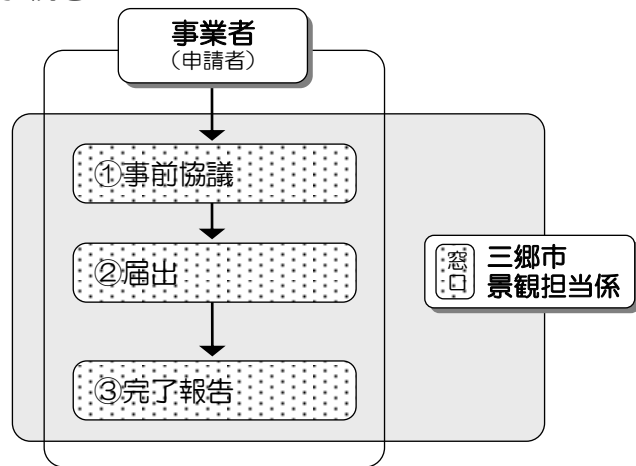 事業者
（申請者）
①事前協議
②届出
③完了報告
窓口
三郷市
景観担当係